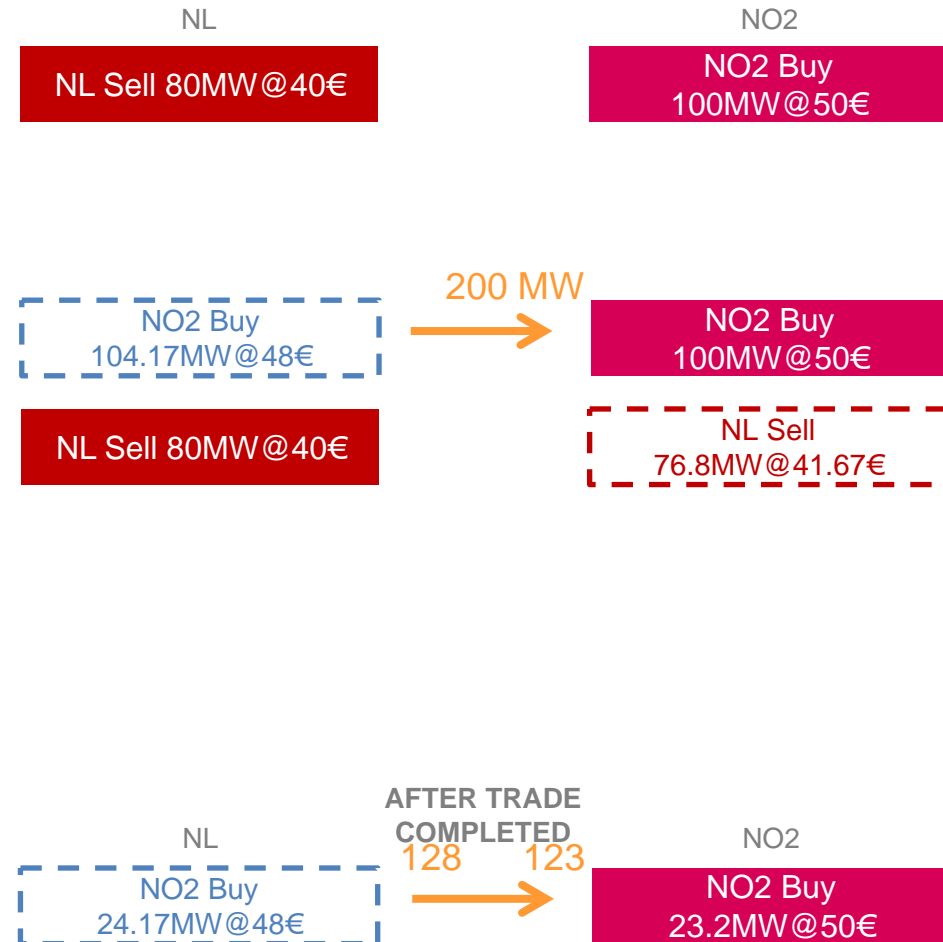 NL
NO2
NL Sell 80MW@40€
NO2 Buy
100MW@50€
200 MW
NO2 Buy
104.17MW@48€
NO2 Buy
100MW@50€
NL Sell 80MW@40€
NL Sell
76.8MW@41.67€
AFTER TRADE
COMPLETED
NL
NO2
128
123
NO2 Buy
24.17MW@48€
NO2 Buy
23.2MW@50€